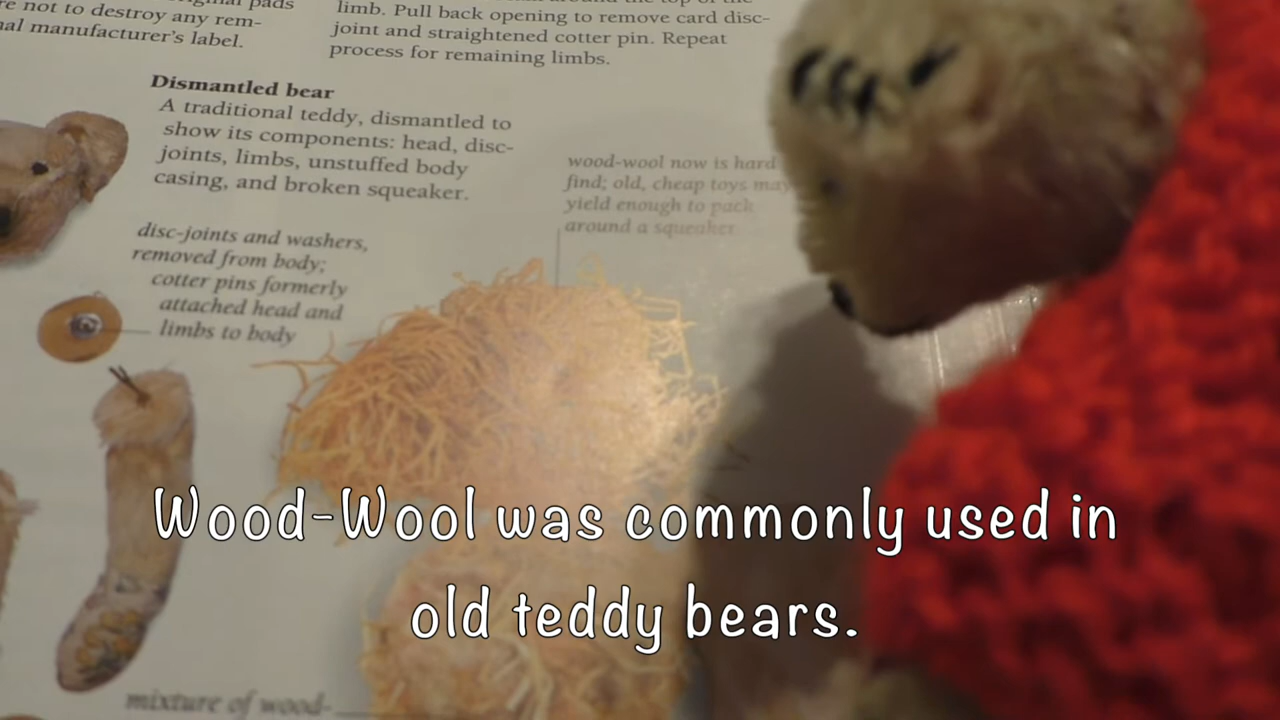 pads
re not to destroy any rem-
nal manufacturer's label.
limb. Pull back opening to remove card disc-
joint and straightened cotter pin. Repeat
process for remaining limbs.
Dismantled bear
A traditional teddy, dismantled to
show its components: head, disc-
joints, limbs, unstuffed body
casing, and broken squeaker.
wood-wool now is hard
find; old, cheap toys may
yield enough to pack
around a squeaker
disc-joints and washers,
removed from body;
cotter pins formerly
attached head and
limbs to body
mixture of wood-
Wood-Wool was commonly used in
old teddy bears.